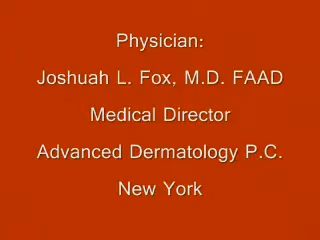 Physician:
Joshuah L. Fox, M.D. FAAD
Medical Director
Advanced Dermatology P.C.
New York